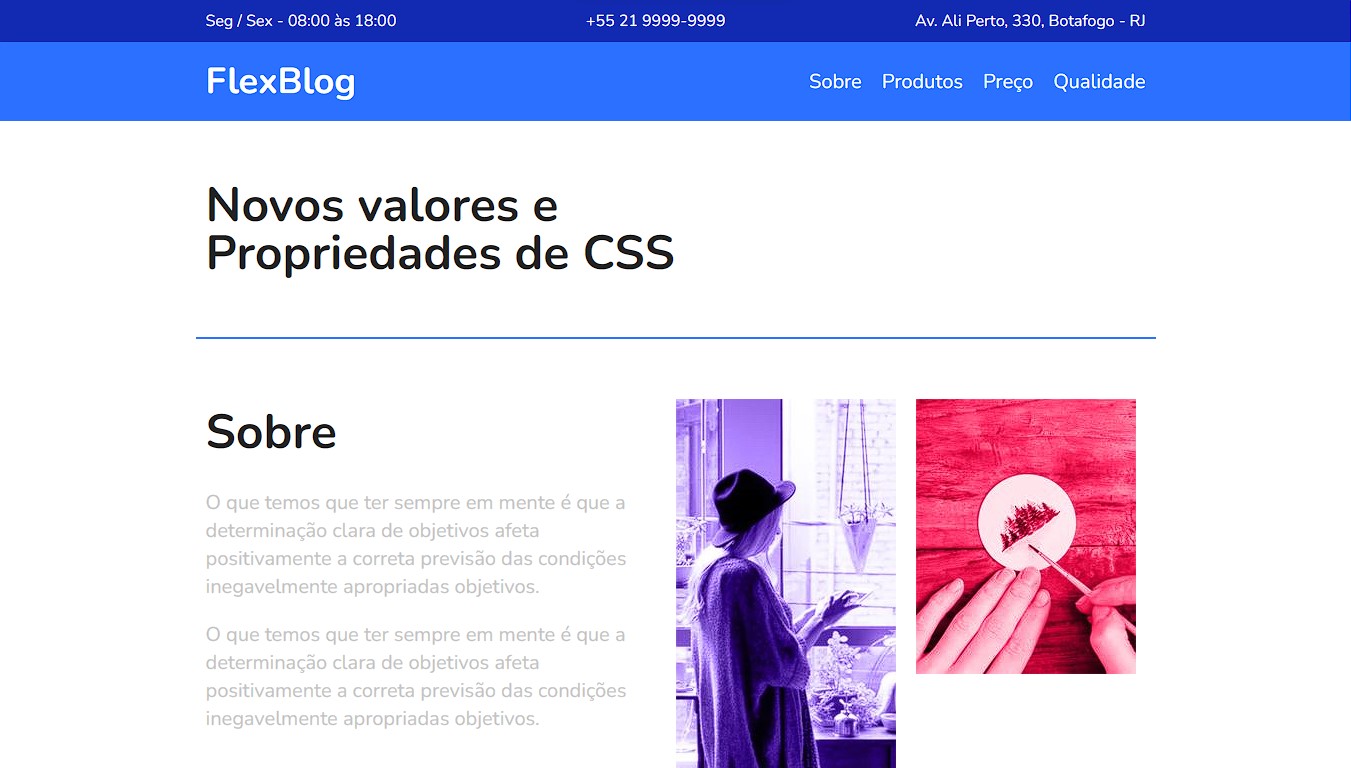 Seg / Sex - 08:00 às 18:00
+55 21 9999-9999
Av. Ali Perto, 330, Botafogo - RJ
FlexBlog
Sobre
Produtos
Preço
Qualidade
Novos valores e
Propriedades de CSS
Sobre
O que temos que ter sempre em mente é que a
determinação clara de objetivos afeta
positivamente a correta previsão das condições
inegavelmente apropriadas objetivos.
O que temos que ter sempre em mente é que a
determinação clara de objetivos afeta
positivamente a correta previsão das condições
inegavelmente apropriadas objetivos.